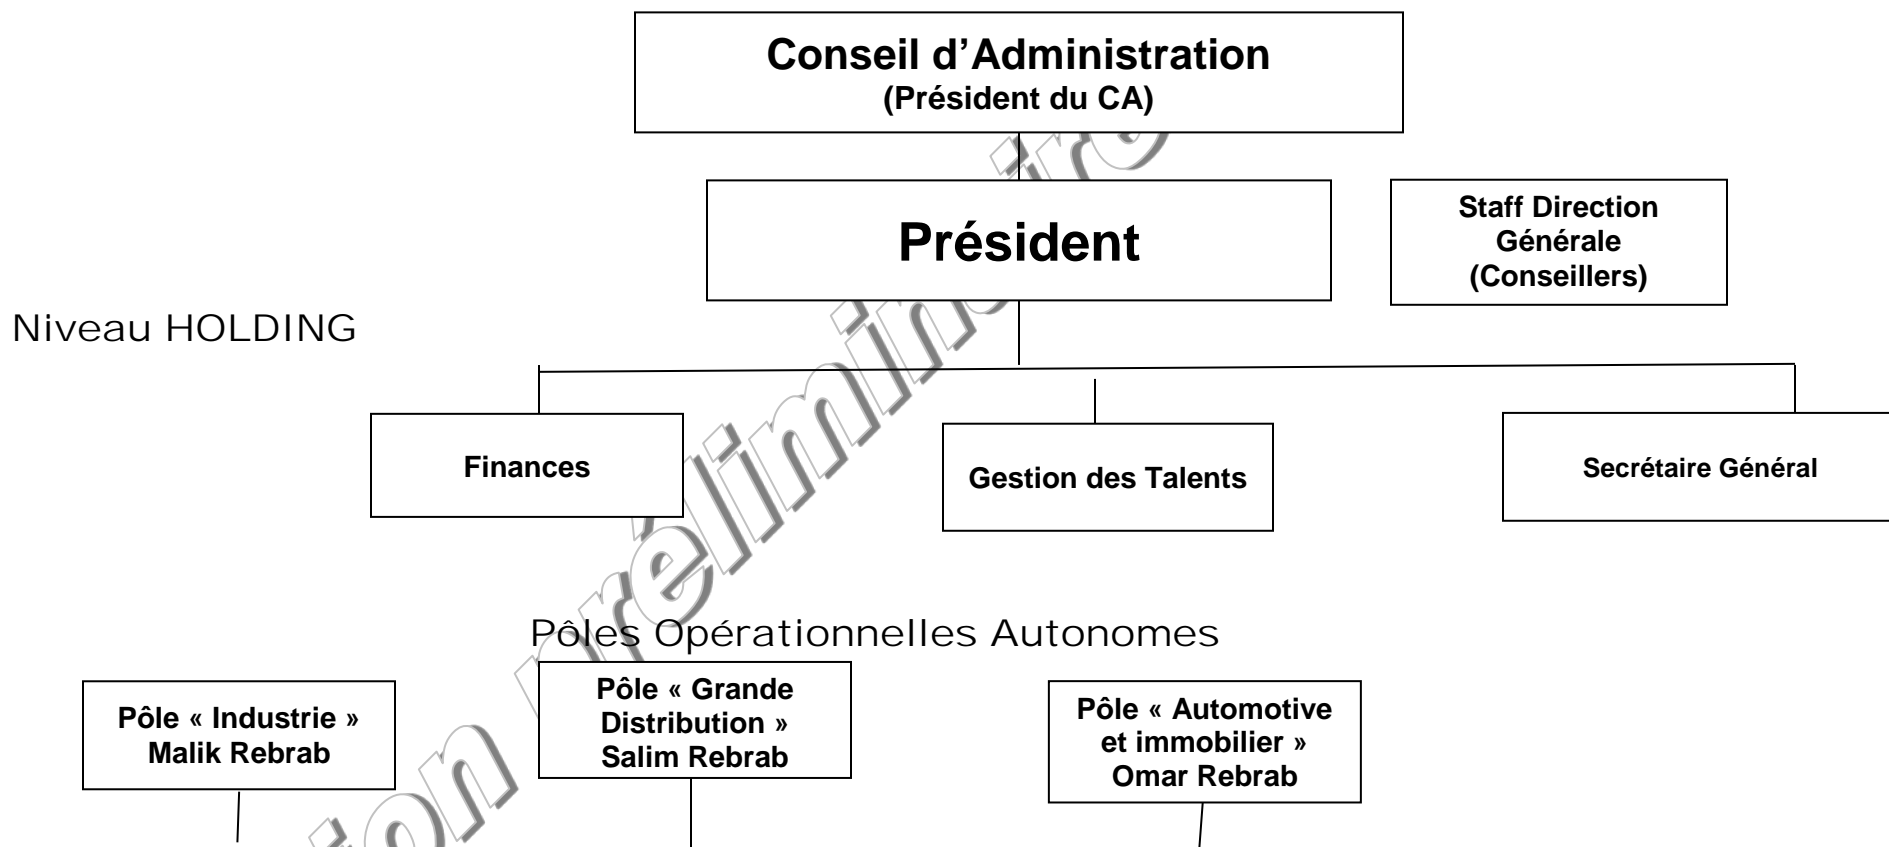 Conseil d’Administration
(Président du CA)
Président
Staff Direction
Générale
(Conseillers)
Niveau HOLDING
Finances
Gestion des Talents
Secrétaire Général
Pôles Opérationnelles Autonomes
Pôle « Industrie »
Malik Rebrab
Pôle « Grande
Distribution »
Salim Rebrab
Pôle « Automotive
et immobilier »
Omar Rebrab